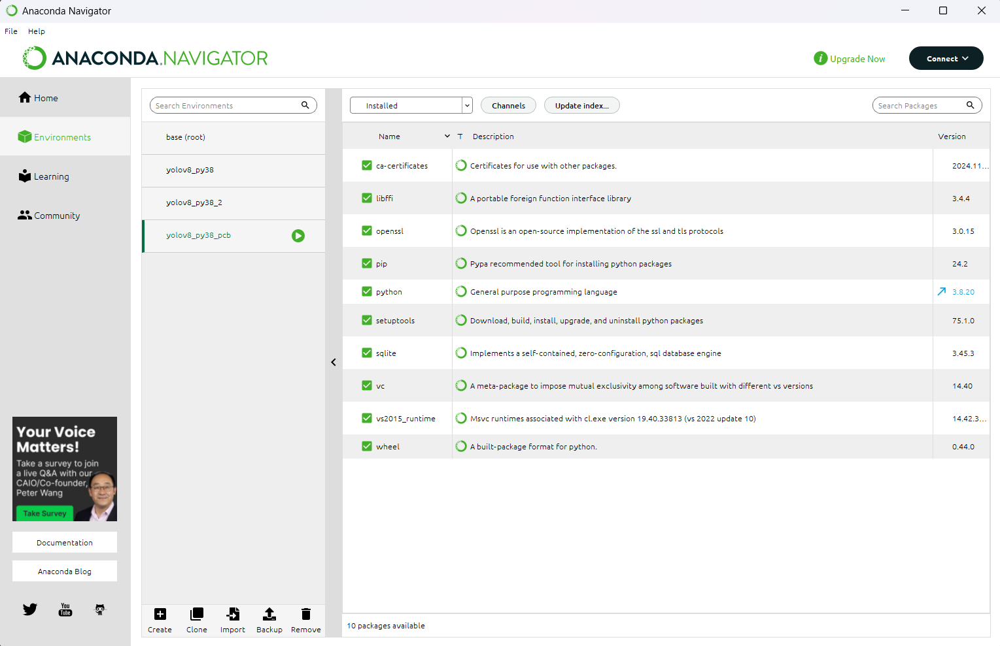 Anaconda Navigator
File Help
ANACONDA.NAVIGATOR
i Upgrade Now
Connect
Home
Environments
Learning
Community
Your Voice
Matters!
Take a survey to join
a live Q&A with our
CAIO/Co-founder,
Peter Wang
Take Survey
Documentation
Anaconda Blog
You
Tube
Search Environments
base (root)
yolov8_py38
yolov8_py38_2
yolov8_py38_pcb
Create Clone Import Backup Remove
Installed Channels Update index... Search Packages
Name T Description Version
ca-certificates Certificates for use with other packages. 2024.11...
libffi A portable foreign function interface library 3.4.4
openssl Openssl is an open-source implementation of the ssl and tls protocols 3.0.15
pip Pypa recommended tool for installing python packages 24.2
python General purpose programming language 3.8.20
setuptools Download, build, install, upgrade, and uninstall python packages 75.1.0
sqlite Implements a self-contained, zero-configuration, sql database engine 3.45.3
vc A meta-package to impose mutual exclusivity among software built with different vs versions 14.40
vs2015_runtime Msvc runtimes associated with cl.exe version 19.40.33813 (vs 2022 update 10) 14.42.3...
wheel A built-package format for python. 0.44.0
10 packages available